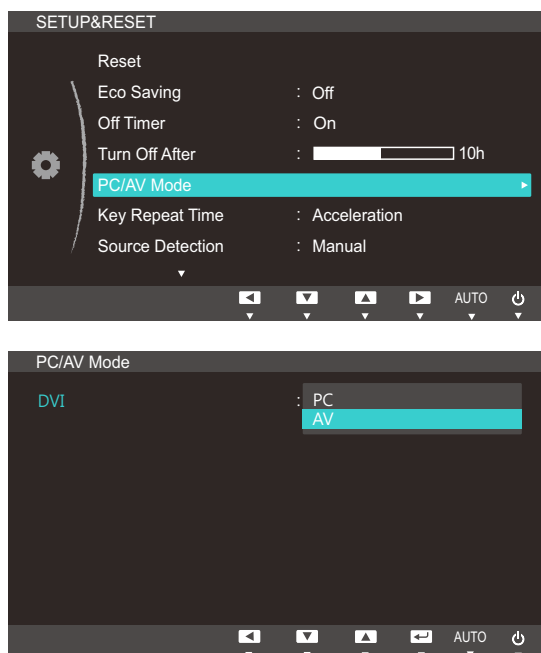 SETUP&RESET
Reset
Eco Saving : Off
Off Timer : On
Turn Off After : 10h
PC/AV Mode
Key Repeat Time : Acceleration
Source Detection : Manual
AUTO
PC/AV Mode
DVI : PC
AV
AUTO